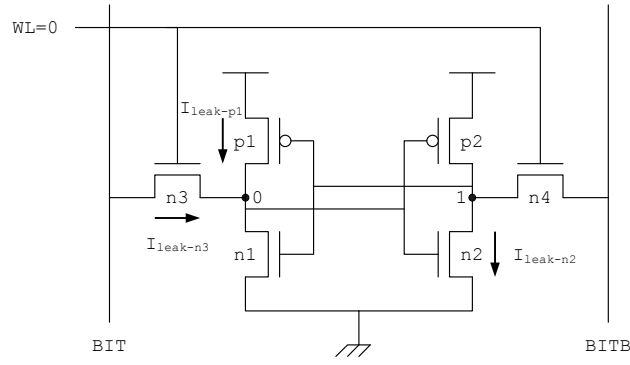 WL=0
I_leak-p1
p1
p2
n3
0
1
n4
I_leak-n3
n1
n2
I_leak-n2
BIT
BITB